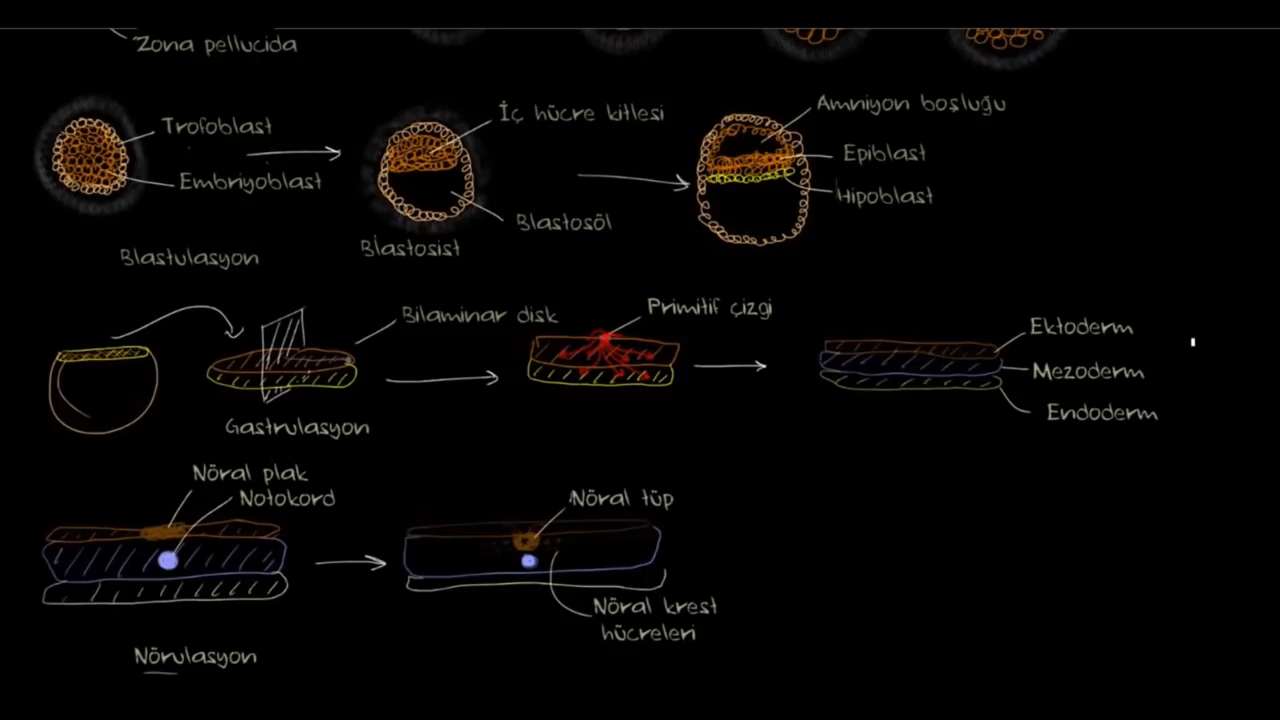 Zona pellucida
Trofoblast
Embriyoblast
İç hücre kitlesi
Blastosöl
Amniyon boşluğu
Epiblast
Hipoblast
Blastulasyon
Blastosist
Bilaminar disk
Primitif çizgi
Ektoderm
Mezoderm
Endoderm
Gastrulasyon
Nöral plak
Notokord
Nöral tüp
Nöral krest
hücreleri
Nörulasyon